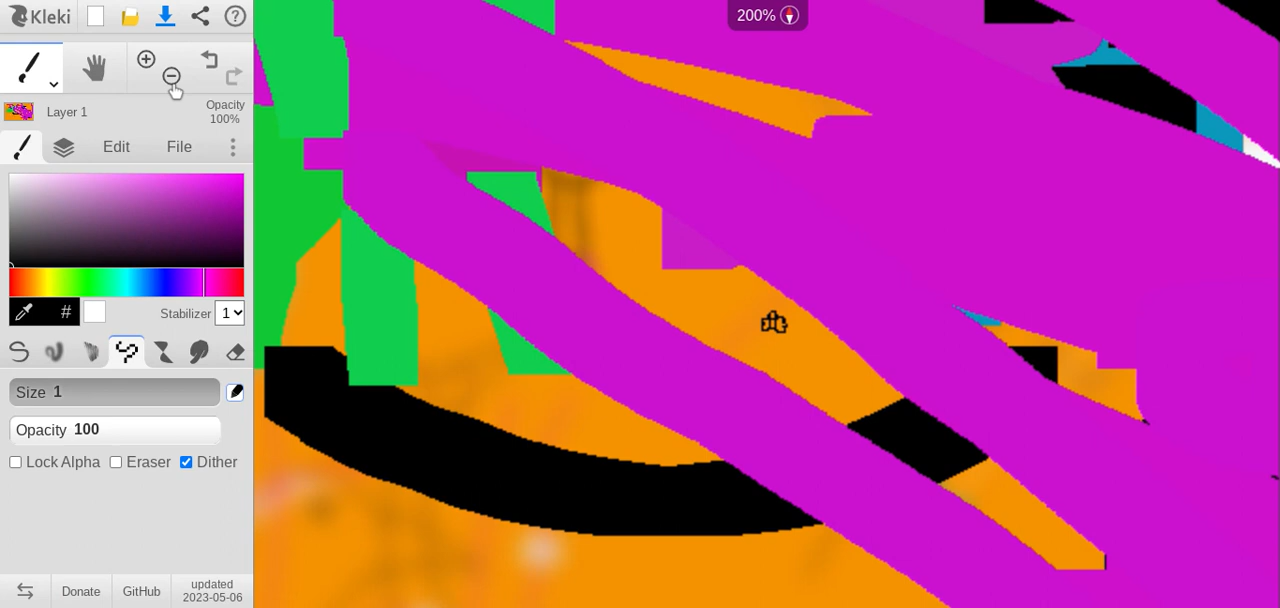 Kleki
200%
Layer 1
Opacity
100%
Edit
File
#
Stabilizer
1
Size 1
Opacity 100
Lock Alpha
Eraser
Dither
Donate
GitHub
updated
2023-05-06